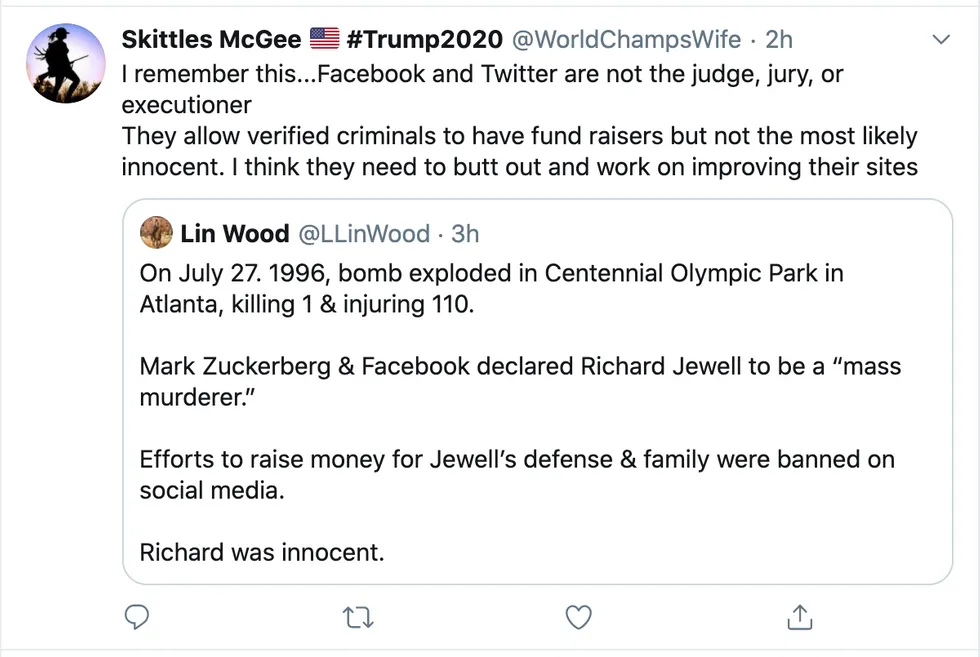 Skittles McGee 🇺🇸 #Trump2020 @WorldChampsWife · 2h
I remember this...Facebook and Twitter are not the judge, jury, or
executioner
They allow verified criminals to have fund raisers but not the most likely
innocent. I think they need to butt out and work on improving their sites
Lin Wood @LLinWood · 3h
On July 27. 1996, bomb exploded in Centennial Olympic Park in
Atlanta, killing 1 & injuring 110.
Mark Zuckerberg & Facebook declared Richard Jewell to be a “mass
murderer.”
Efforts to raise money for Jewell’s defense & family were banned on
social media.
Richard was innocent.